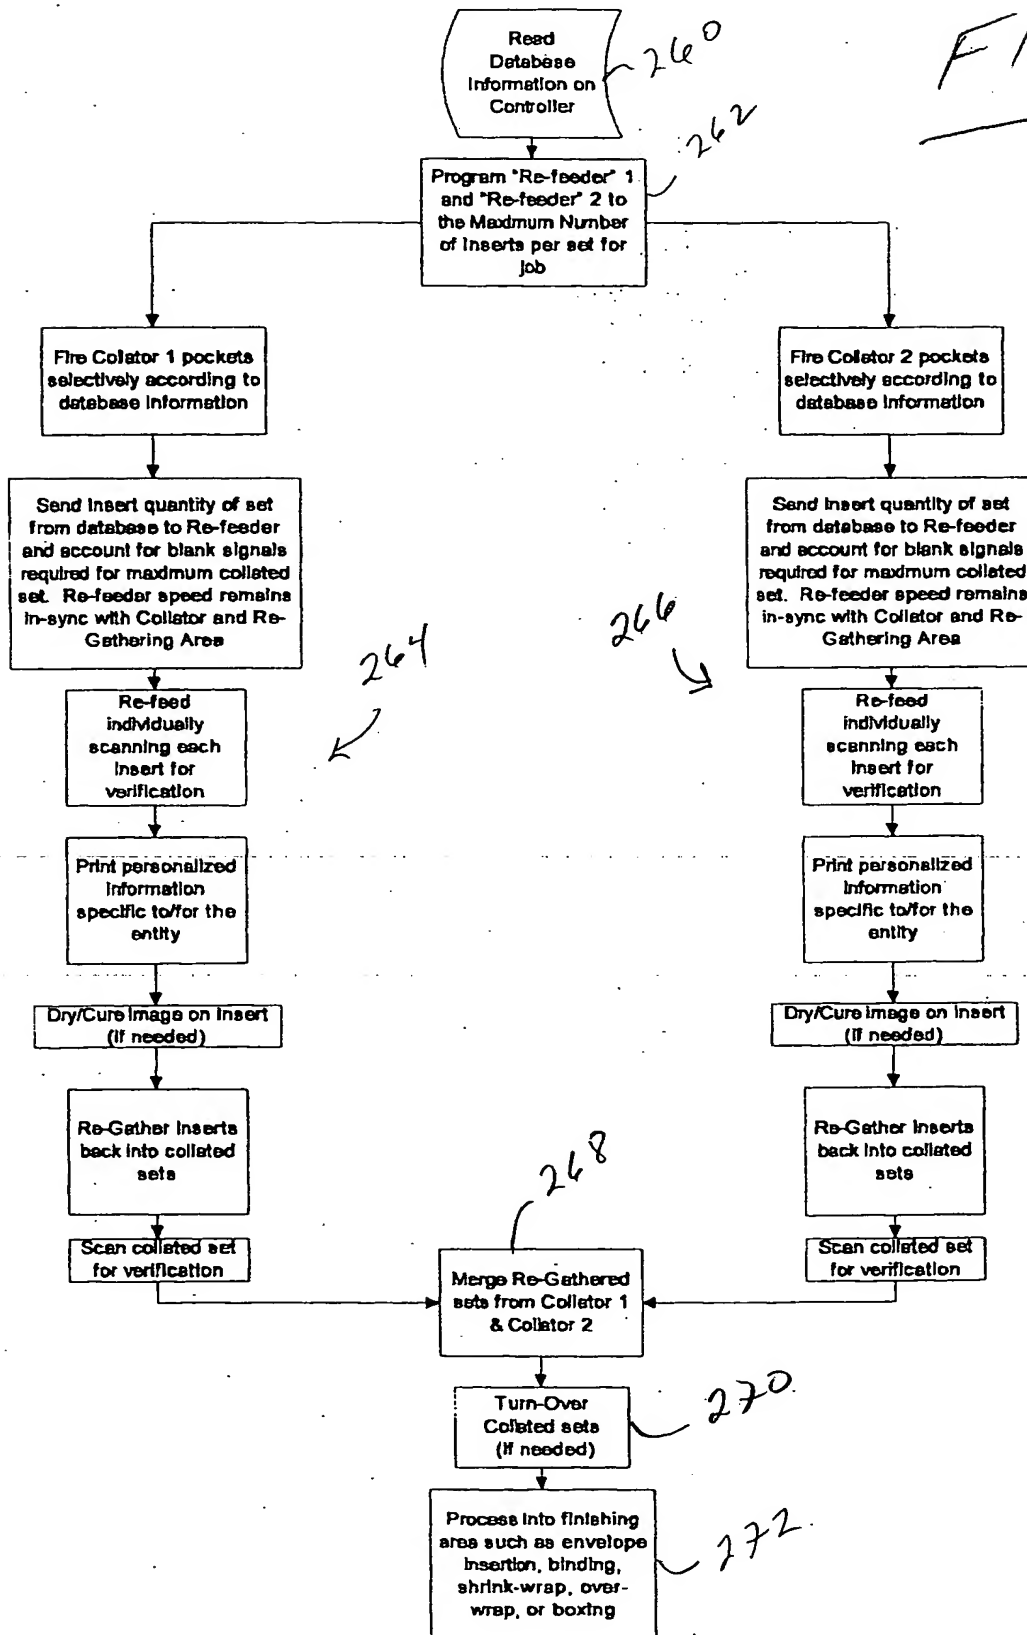 Read
Database
Information on
Controller
260
FI
Program "Re-feeder" 1
and "Re-feeder" 2 to
the Maximum Number
of Inserts per set for
job
262
Fire Collator 1 pockets
selectively according to
database information
Send Insert quantity of set
from database to Re-feeder
and account for blank signals
required for maximum collated
set. Re-feeder speed remains
in-sync with Collator and Re-
Gathering Area
264
Re-feed
individually
scanning each
insert for
verification
Print personalized
information
specific to/for the
entity
Dry/Cure image on insert
(if needed)
Re-Gather Inserts
back into collated
sets
Scan collated set
for verification
Fire Collator 2 pockets
selectively according to
database information
Send Insert quantity of set
from database to Re-feeder
and account for blank signals
required for maximum collated
set. Re-feeder speed remains
in-sync with Collator and Re-
Gathering Area
266
Re-feed
individually
scanning each
insert for
verification
Print personalized
information
specific to/for the
entity
Dry/Cure image on insert
(if needed)
Re-Gather Inserts
back into collated
sets
Scan collated set
for verification
268
Merge Re-Gathered
sets from Collator 1
& Collator 2
Turn-Over
Collated sets
(if needed)
270
Process into finishing
area such as envelope
insertion, binding,
shrink-wrap, over-
wrap, or boxing
272